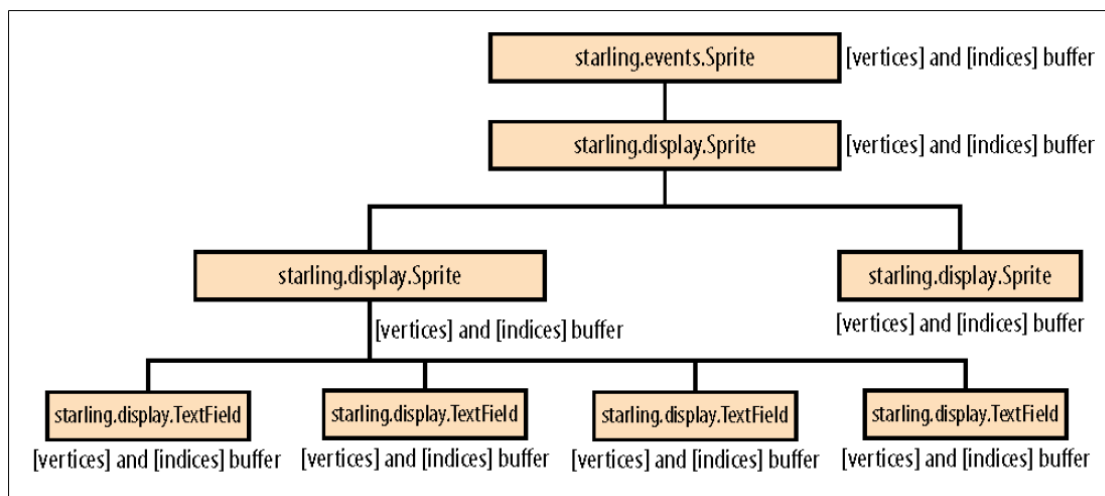 starling.events.Sprite [vertices] and [indices] buffer
starling.display.Sprite [vertices] and [indices] buffer
starling.display.Sprite starling.display.Sprite
[vertices] and [indices] buffer [vertices] and [indices] buffer
starling.display.TextField starling.display.TextField starling.display.TextField starling.display.TextField
[vertices] and [indices] buffer [vertices] and [indices] buffer [vertices] and [indices] buffer [vertices] and [indices] buffer